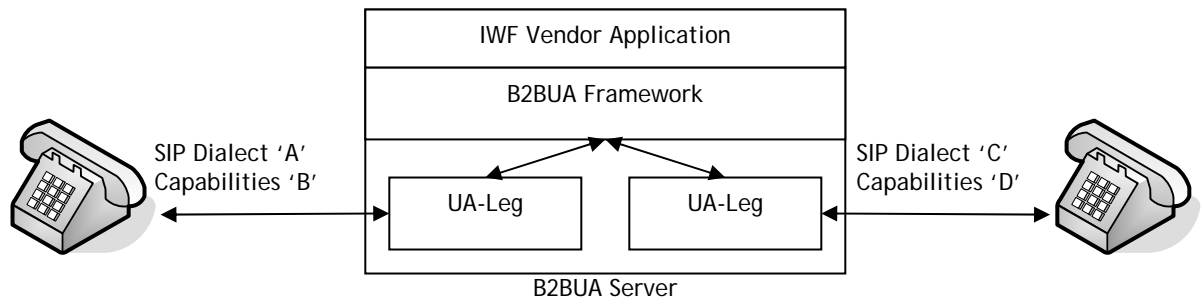 IWF Vendor Application
B2BUA Framework
SIP Dialect ‘A’
Capabilities ‘B’
UA-Leg
UA-Leg
SIP Dialect ‘C’
Capabilities ‘D’
B2BUA Server